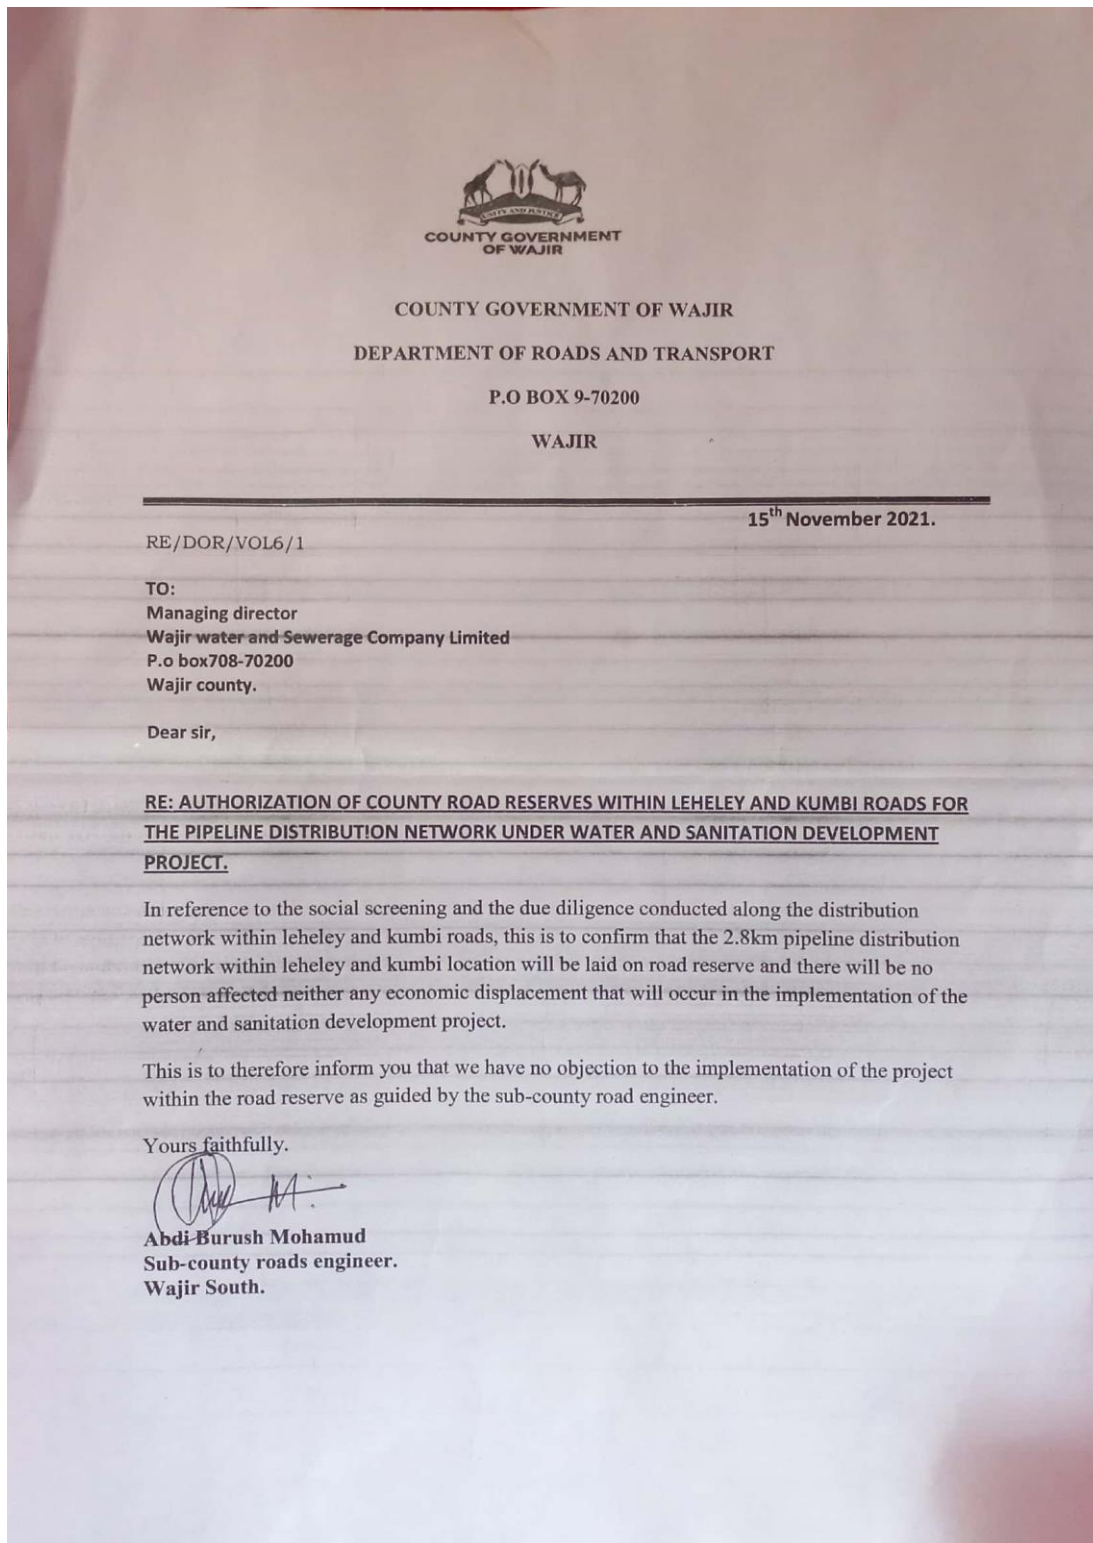 UNITY AND JUSTICE
COUNTY GOVERNMENT
OF WAJIR
COUNTY GOVERNMENT OF WAJIR
DEPARTMENT OF ROADS AND TRANSPORT
P.O BOX 9-70200
WAJIR
15th November 2021.
RE/DOR/VOL6/1
TO:
Managing director
Wajir water and Sewerage Company Limited
P.o box708-70200
Wajir county.
Dear sir,
RE: AUTHORIZATION OF COUNTY ROAD RESERVES WITHIN LEHELEY AND KUMBI ROADS FOR
THE PIPELINE DISTRIBUTION NETWORK UNDER WATER AND SANITATION DEVELOPMENT
PROJECT.
In reference to the social screening and the due diligence conducted along the distribution
network within leheley and kumbi roads, this is to confirm that the 2.8km pipeline distribution
network within leheley and kumbi location will be laid on road reserve and there will be no
person affected neither any economic displacement that will occur in the implementation of the
water and sanitation development project.
This is to therefore inform you that we have no objection to the implementation of the project
within the road reserve as guided by the sub-county road engineer.
Yours faithfully.
Abdi Burush Mohamud
Sub-county roads engineer.
Wajir South.